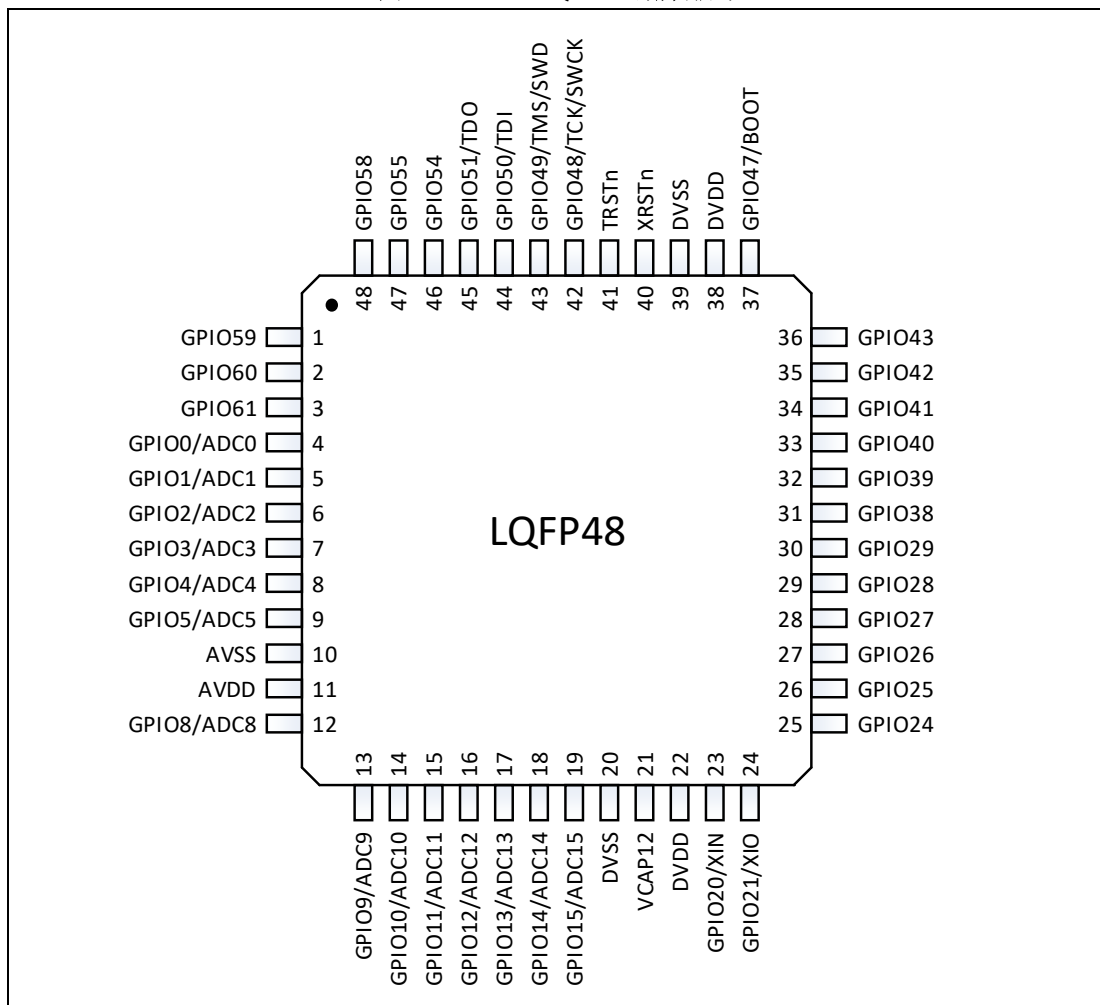 GPIO58
GPIO55
GPIO54
GPIO51/TDO
GPIO50/TDI
GPIO49/TMS/SWD
GPIO48/TCK/SWCK
TRSTn
XRSTn
DVSS
DVDD
GPIO47/BOOT
48
47
46
45
44
43
42
41
40
39
38
37
GPIO59 1
GPIO60 2
GPIO61 3
GPIO0/ADC0 4
GPIO1/ADC1 5
GPIO2/ADC2 6
GPIO3/ADC3 7
GPIO4/ADC4 8
GPIO5/ADC5 9
AVSS 10
AVDD 11
GPIO8/ADC8 12
LQFP48
36 GPIO43
35 GPIO42
34 GPIO41
33 GPIO40
32 GPIO39
31 GPIO38
30 GPIO29
29 GPIO28
28 GPIO27
27 GPIO26
26 GPIO25
25 GPIO24
13
14
15
16
17
18
19
20
21
22
23
24
GPIO9/ADC9
GPIO10/ADC10
GPIO11/ADC11
GPIO12/ADC12
GPIO13/ADC13
GPIO14/ADC14
GPIO15/ADC15
DVSS
VCAP12
DVDD
GPIO20/XIN
GPIO21/XIO